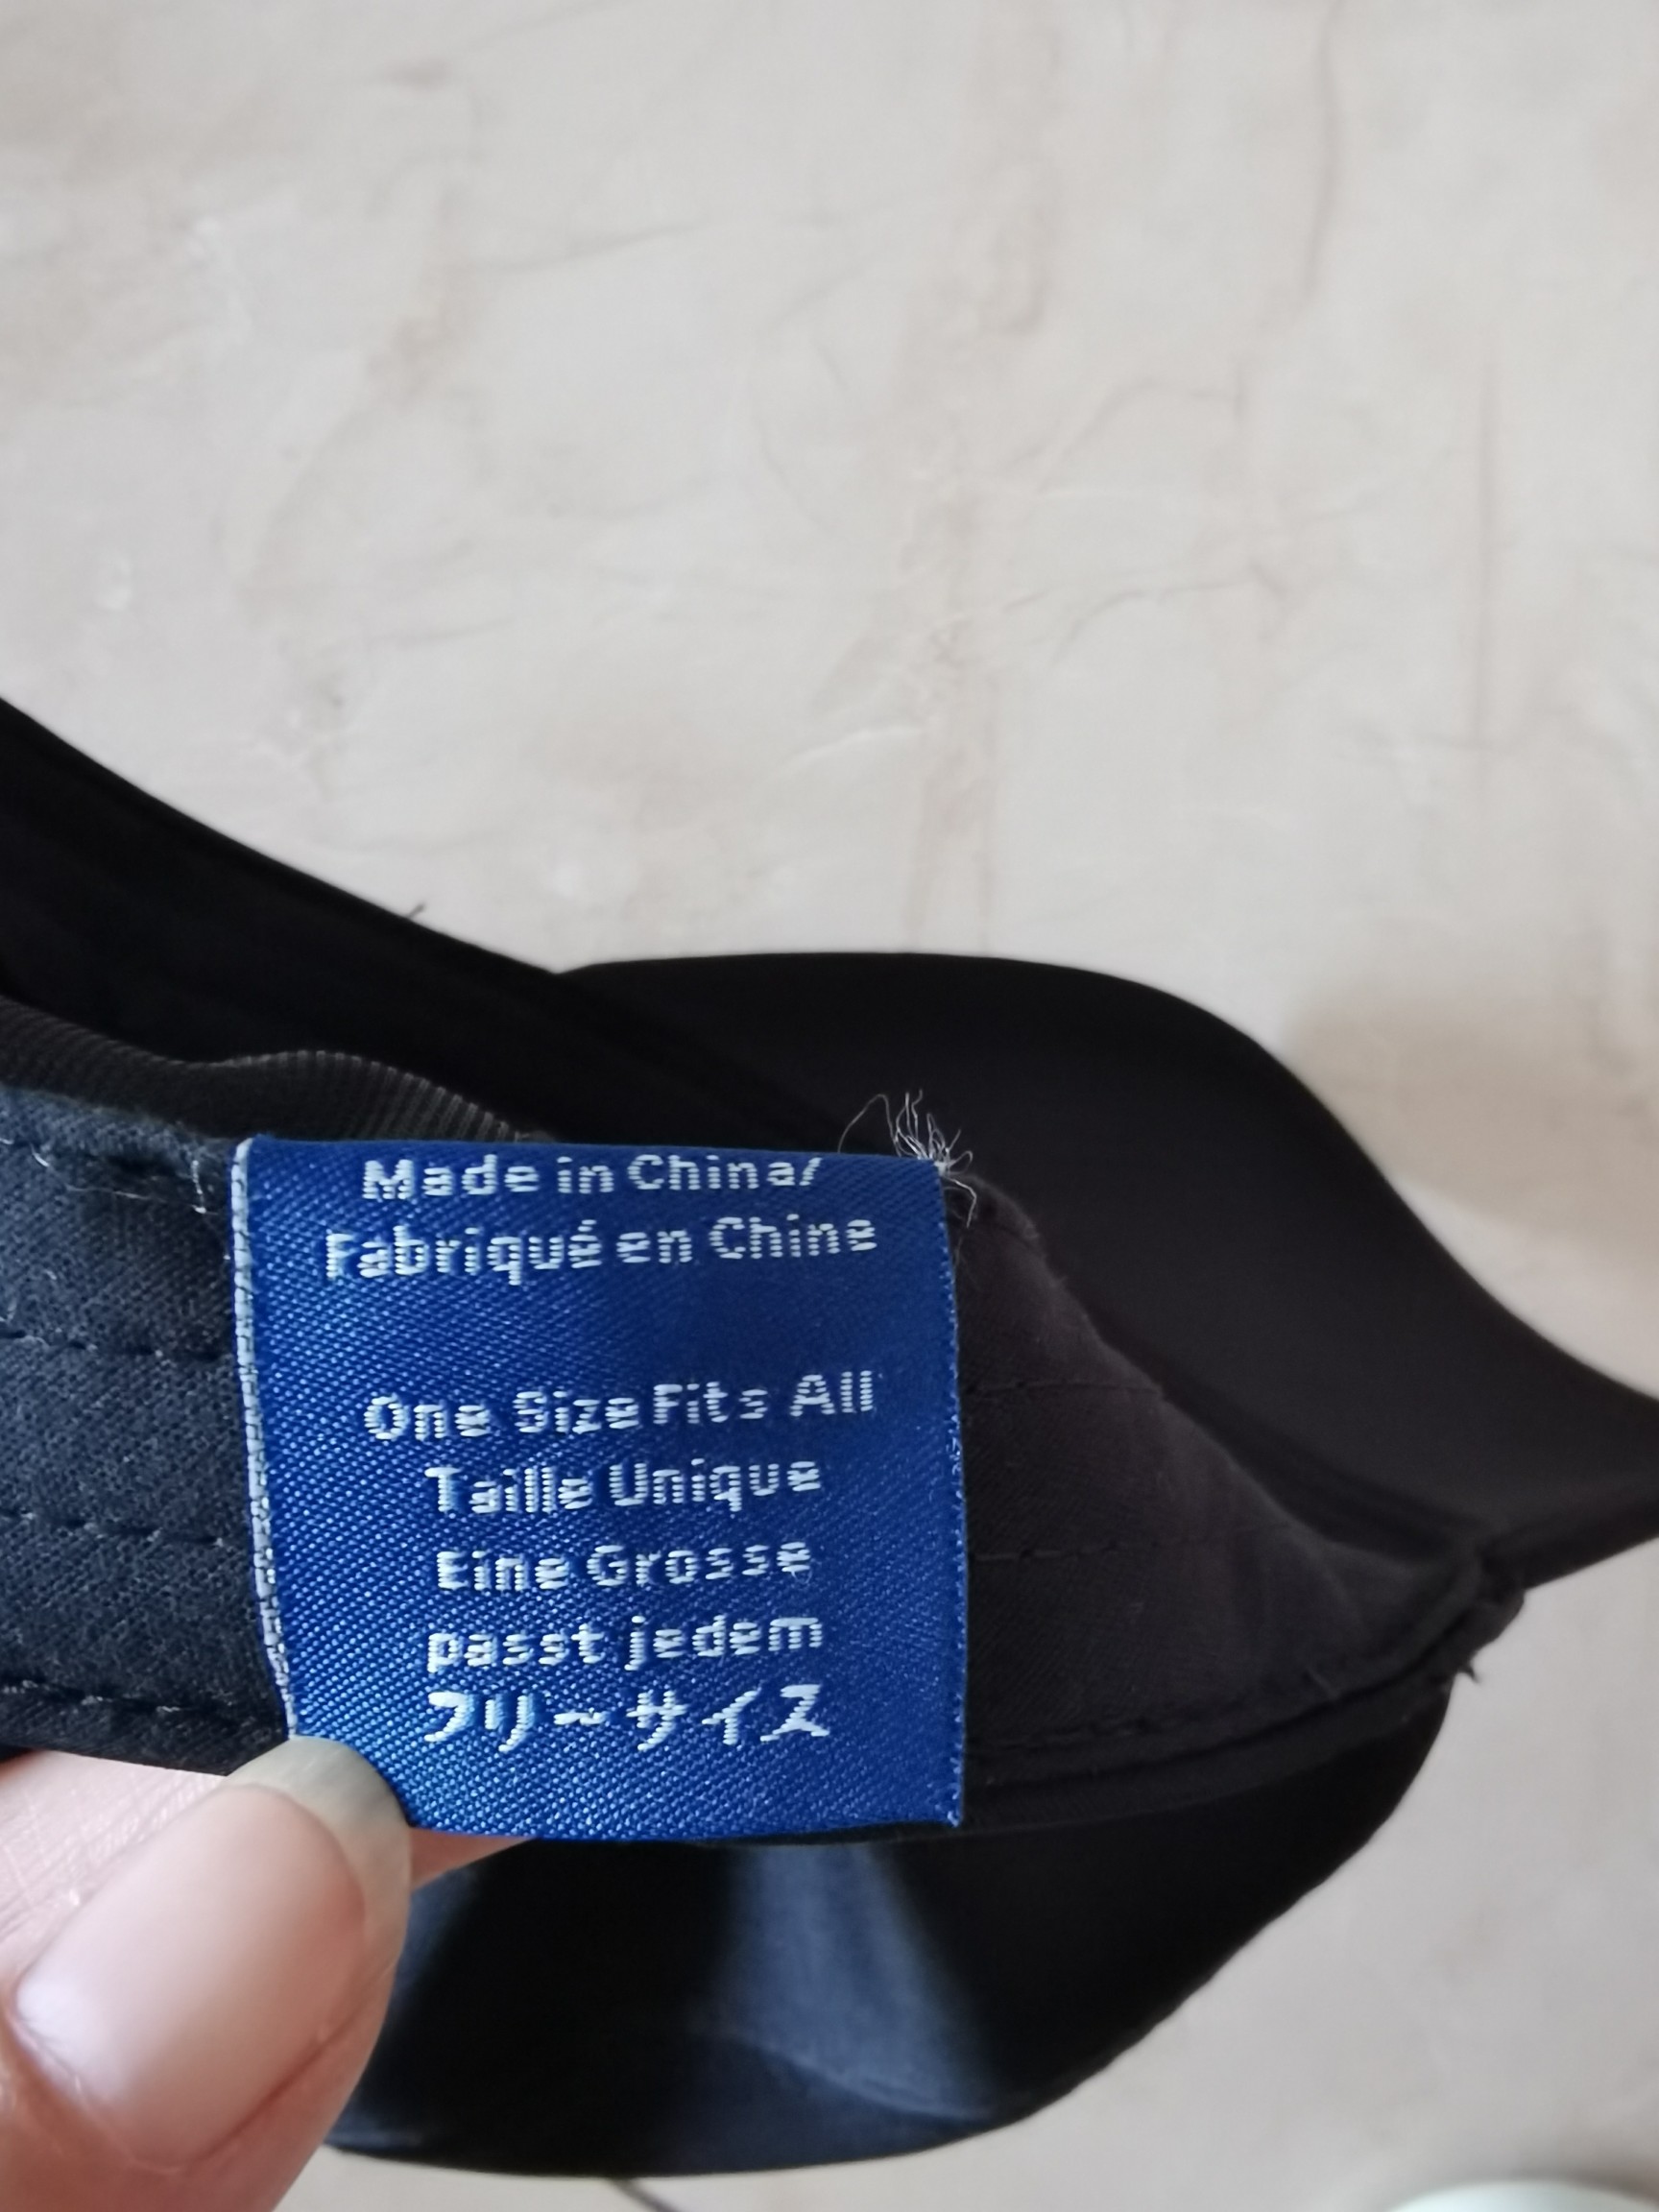 Made in China/
Fabriqué en Chine
One Size Fits All
Taille Unique
Eine Grosse
passt jedem
フリーサイス